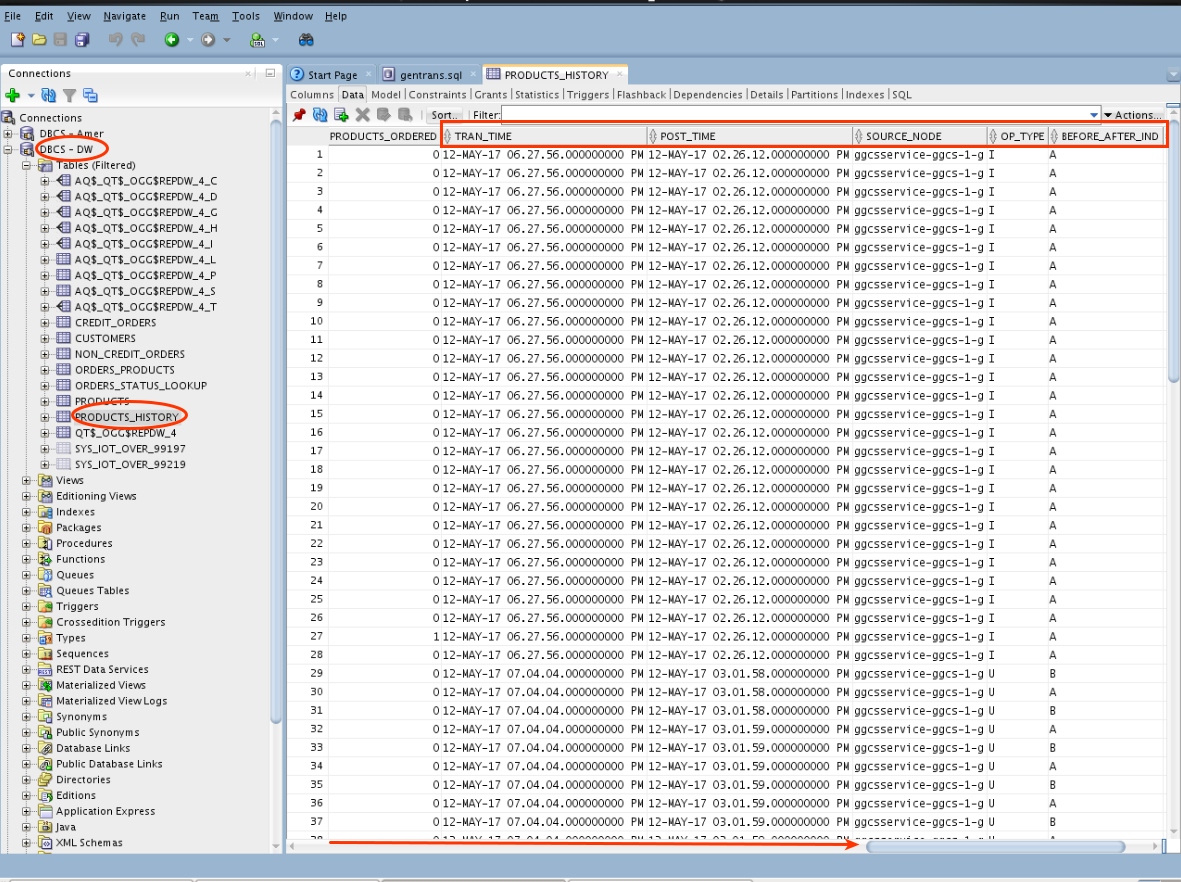 File Edit View Navigate Run Team Tools Window Help
Connections
Start Page gentrans.sql PRODUCTS_HISTORY
Columns Data Model Constraints Grants Statistics Triggers Flashback Dependencies Details Partitions Indexes SQL
Sort.. Filter: Actions...
Connections
DBCS - Amer
DBCS - DW
Tables (Filtered)
AQ$_QT$_OGG$REPDW_4_C
AQ$_QT$_OGG$REPDW_4_D
AQ$_QT$_OGG$REPDW_4_G
AQ$_QT$_OGG$REPDW_4_H
AQ$_QT$_OGG$REPDW_4_I
AQ$_QT$_OGG$REPDW_4_L
AQ$_QT$_OGG$REPDW_4_P
AQ$_QT$_OGG$REPDW_4_S
AQ$_QT$_OGG$REPDW_4_T
CREDIT_ORDERS
CUSTOMERS
NON_CREDIT_ORDERS
ORDERS_PRODUCTS
ORDERS_STATUS_LOOKUP
PRODUCTS
PRODUCTS_HISTORY
QT$_OGG$REPDW_4
SYS_IOT_OVER_99197
SYS_IOT_OVER_99219
Views
Editioning Views
Indexes
Packages
Procedures
Functions
Queues
Queues Tables
Triggers
Crossedition Triggers
Types
Sequences
REST Data Services
Materialized Views
Materialized View Logs
Synonyms
Public Synonyms
Database Links
Public Database Links
Directories
Editions
Application Express
Java
XML Schemas
PRODUCTS_ORDERED TRAN_TIME POST_TIME SOURCE_NODE OP_TYPE BEFORE_AFTER_IND
1 0 12-MAY-17 06.27.56.000000000 PM 12-MAY-17 02.26.12.000000000 PM ggcsservice-ggcs-1-g I A
2 0 12-MAY-17 06.27.56.000000000 PM 12-MAY-17 02.26.12.000000000 PM ggcsservice-ggcs-1-g I A
3 0 12-MAY-17 06.27.56.000000000 PM 12-MAY-17 02.26.12.000000000 PM ggcsservice-ggcs-1-g I A
4 0 12-MAY-17 06.27.56.000000000 PM 12-MAY-17 02.26.12.000000000 PM ggcsservice-ggcs-1-g I A
5 0 12-MAY-17 06.27.56.000000000 PM 12-MAY-17 02.26.12.000000000 PM ggcsservice-ggcs-1-g I A
6 0 12-MAY-17 06.27.56.000000000 PM 12-MAY-17 02.26.12.000000000 PM ggcsservice-ggcs-1-g I A
7 0 12-MAY-17 06.27.56.000000000 PM 12-MAY-17 02.26.12.000000000 PM ggcsservice-ggcs-1-g I A
8 0 12-MAY-17 06.27.56.000000000 PM 12-MAY-17 02.26.12.000000000 PM ggcsservice-ggcs-1-g I A
9 0 12-MAY-17 06.27.56.000000000 PM 12-MAY-17 02.26.12.000000000 PM ggcsservice-ggcs-1-g I A
10 0 12-MAY-17 06.27.56.000000000 PM 12-MAY-17 02.26.12.000000000 PM ggcsservice-ggcs-1-g I A
11 0 12-MAY-17 06.27.56.000000000 PM 12-MAY-17 02.26.12.000000000 PM ggcsservice-ggcs-1-g I A
12 0 12-MAY-17 06.27.56.000000000 PM 12-MAY-17 02.26.12.000000000 PM ggcsservice-ggcs-1-g I A
13 0 12-MAY-17 06.27.56.000000000 PM 12-MAY-17 02.26.12.000000000 PM ggcsservice-ggcs-1-g I A
14 0 12-MAY-17 06.27.56.000000000 PM 12-MAY-17 02.26.12.000000000 PM ggcsservice-ggcs-1-g I A
15 0 12-MAY-17 06.27.56.000000000 PM 12-MAY-17 02.26.12.000000000 PM ggcsservice-ggcs-1-g I A
16 0 12-MAY-17 06.27.56.000000000 PM 12-MAY-17 02.26.12.000000000 PM ggcsservice-ggcs-1-g I A
17 0 12-MAY-17 06.27.56.000000000 PM 12-MAY-17 02.26.12.000000000 PM ggcsservice-ggcs-1-g I A
18 0 12-MAY-17 06.27.56.000000000 PM 12-MAY-17 02.26.12.000000000 PM ggcsservice-ggcs-1-g I A
19 0 12-MAY-17 06.27.56.000000000 PM 12-MAY-17 02.26.12.000000000 PM ggcsservice-ggcs-1-g I A
20 0 12-MAY-17 06.27.56.000000000 PM 12-MAY-17 02.26.12.000000000 PM ggcsservice-ggcs-1-g I A
21 0 12-MAY-17 06.27.56.000000000 PM 12-MAY-17 02.26.12.000000000 PM ggcsservice-ggcs-1-g I A
22 0 12-MAY-17 06.27.56.000000000 PM 12-MAY-17 02.26.12.000000000 PM ggcsservice-ggcs-1-g I A
23 0 12-MAY-17 06.27.56.000000000 PM 12-MAY-17 02.26.12.000000000 PM ggcsservice-ggcs-1-g I A
24 0 12-MAY-17 06.27.56.000000000 PM 12-MAY-17 02.26.12.000000000 PM ggcsservice-ggcs-1-g I A
25 0 12-MAY-17 06.27.56.000000000 PM 12-MAY-17 02.26.12.000000000 PM ggcsservice-ggcs-1-g I A
26 0 12-MAY-17 06.27.56.000000000 PM 12-MAY-17 02.26.12.000000000 PM ggcsservice-ggcs-1-g I A
27 1 12-MAY-17 06.27.56.000000000 PM 12-MAY-17 02.26.12.000000000 PM ggcsservice-ggcs-1-g I A
28 0 12-MAY-17 06.27.56.000000000 PM 12-MAY-17 02.26.12.000000000 PM ggcsservice-ggcs-1-g I A
29 0 12-MAY-17 07.04.04.000000000 PM 12-MAY-17 03.01.58.000000000 PM ggcsservice-ggcs-1-g U B
30 0 12-MAY-17 07.04.04.000000000 PM 12-MAY-17 03.01.58.000000000 PM ggcsservice-ggcs-1-g U A
31 0 12-MAY-17 07.04.04.000000000 PM 12-MAY-17 03.01.58.000000000 PM ggcsservice-ggcs-1-g U B
32 0 12-MAY-17 07.04.04.000000000 PM 12-MAY-17 03.01.59.000000000 PM ggcsservice-ggcs-1-g U A
33 0 12-MAY-17 07.04.04.000000000 PM 12-MAY-17 03.01.59.000000000 PM ggcsservice-ggcs-1-g U B
34 0 12-MAY-17 07.04.04.000000000 PM 12-MAY-17 03.01.59.000000000 PM ggcsservice-ggcs-1-g U A
35 0 12-MAY-17 07.04.04.000000000 PM 12-MAY-17 03.01.59.000000000 PM ggcsservice-ggcs-1-g U B
36 0 12-MAY-17 07.04.04.000000000 PM 12-MAY-17 03.01.59.000000000 PM ggcsservice-ggcs-1-g U A
37 0 12-MAY-17 07.04.04.000000000 PM 12-MAY-17 03.01.59.000000000 PM ggcsservice-ggcs-1-g U B